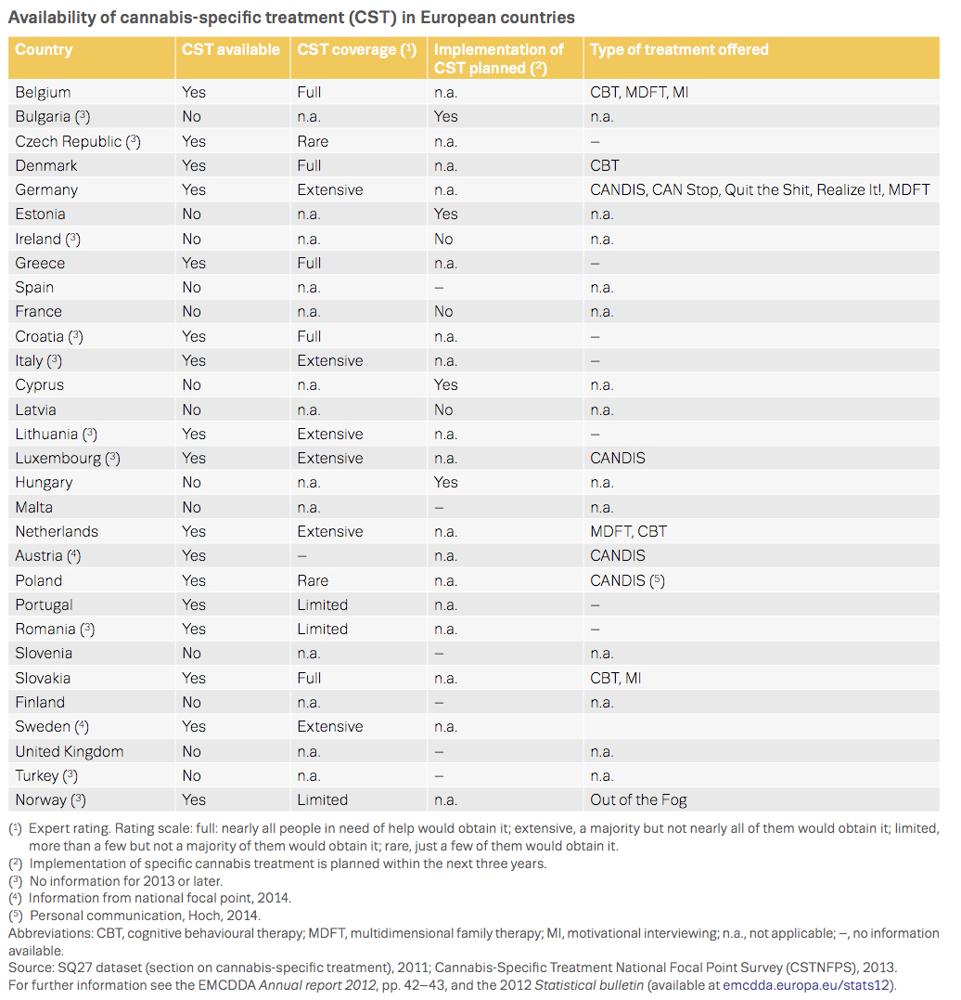 Availability of cannabis-specific treatment (CST) in European countries
Country CST available CST coverage (¹) Implementation of CST planned (²) Type of treatment offered
Belgium Yes Full n.a. CBT, MDFT, MI
Bulgaria (³) No n.a. Yes n.a.
Czech Republic (³) Yes Rare n.a. –
Denmark Yes Full n.a. CBT
Germany Yes Extensive n.a. CANDIS, CAN Stop, Quit the Shit, Realize It!, MDFT
Estonia No n.a. Yes n.a.
Ireland (³) No n.a. No n.a.
Greece Yes Full n.a. –
Spain No n.a. – n.a.
France No n.a. No n.a.
Croatia (³) Yes Full n.a. –
Italy (³) Yes Extensive n.a. –
Cyprus No n.a. Yes n.a.
Latvia No n.a. No n.a.
Lithuania (³) Yes Extensive n.a. –
Luxembourg (³) Yes Extensive n.a. CANDIS
Hungary No n.a. Yes n.a.
Malta No n.a. – n.a.
Netherlands Yes Extensive n.a. MDFT, CBT
Austria (⁴) Yes – n.a. CANDIS
Poland Yes Rare n.a. CANDIS (⁵)
Portugal Yes Limited n.a. –
Romania (³) Yes Limited n.a. –
Slovenia No n.a. – n.a.
Slovakia Yes Full n.a. CBT, MI
Finland No n.a. – n.a.
Sweden (⁴) Yes Extensive n.a.
United Kingdom No n.a. – n.a.
Turkey (³) No n.a. – n.a.
Norway (³) Yes Limited n.a. Out of the Fog
(¹) Expert rating. Rating scale: full: nearly all people in need of help would obtain it; extensive, a majority but not nearly all of them would obtain it; limited,
more than a few but not a majority of them would obtain it; rare, just a few of them would obtain it.
(²) Implementation of specific cannabis treatment is planned within the next three years.
(³) No information for 2013 or later.
(⁴) Information from national focal point, 2014.
(⁵) Personal communication, Hoch, 2014.
Abbreviations: CBT, cognitive behavioural therapy; MDFT, multidimensional family therapy; MI, motivational interviewing; n.a., not applicable; –, no information
available.
Source: SQ27 dataset (section on cannabis-specific treatment), 2011; Cannabis-Specific Treatment National Focal Point Survey (CSTNFPS), 2013.
For further information see the EMCDDA Annual report 2012, pp. 42–43, and the 2012 Statistical bulletin (available at emcdda.europa.eu/stats12).